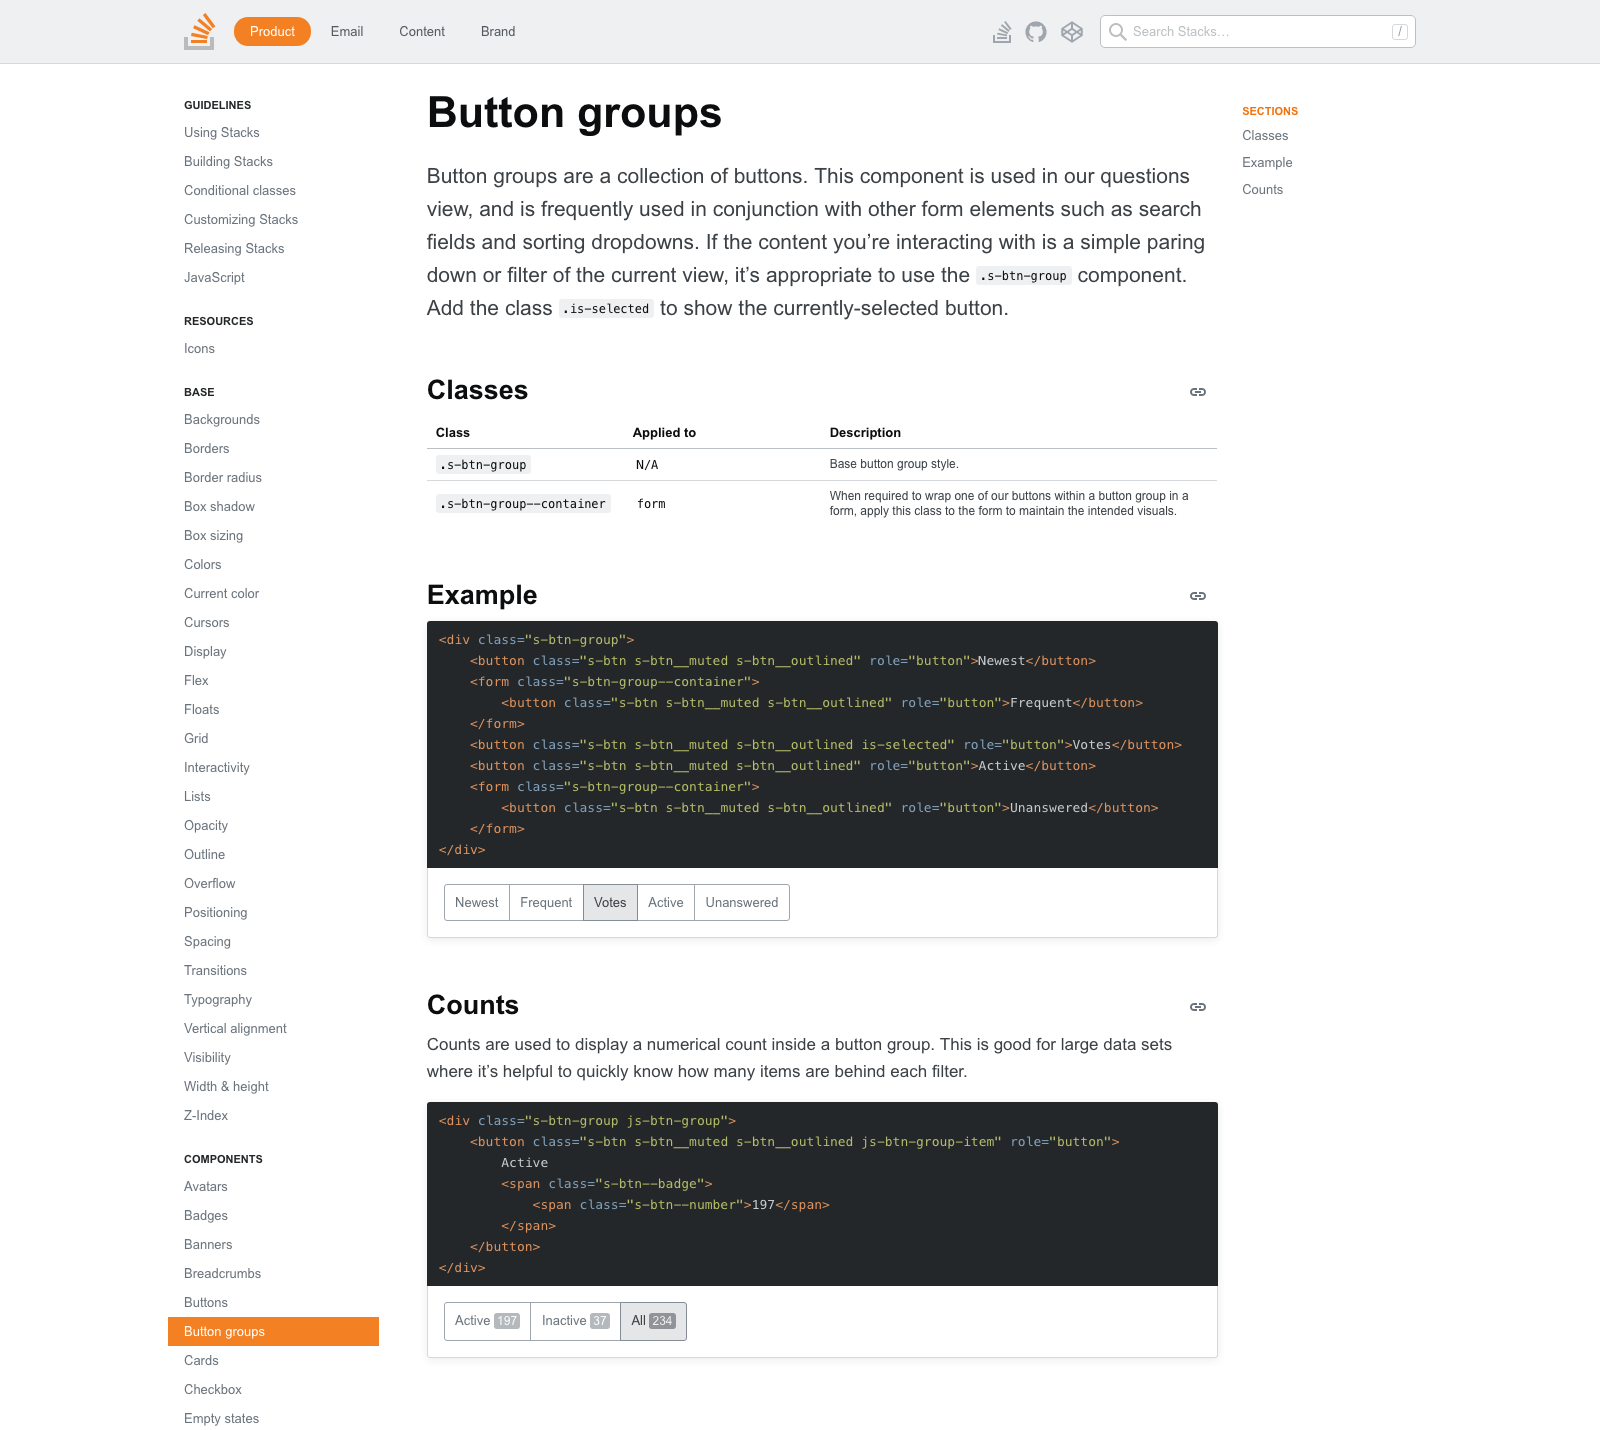 Product
Email
Content
Brand
Search Stacks…
/
GUIDELINES
Using Stacks
Building Stacks
Conditional classes
Customizing Stacks
Releasing Stacks
JavaScript
RESOURCES
Icons
BASE
Backgrounds
Borders
Border radius
Box shadow
Box sizing
Colors
Current color
Cursors
Display
Flex
Floats
Grid
Interactivity
Lists
Opacity
Outline
Overflow
Positioning
Spacing
Transitions
Typography
Vertical alignment
Visibility
Width & height
Z-Index
COMPONENTS
Avatars
Badges
Banners
Breadcrumbs
Buttons
Button groups
Cards
Checkbox
Empty states
Button groups
Button groups are a collection of buttons. This component is used in our questions
view, and is frequently used in conjunction with other form elements such as search
fields and sorting dropdowns. If the content you’re interacting with is a simple paring
down or filter of the current view, it’s appropriate to use the .s-btn-group component.
Add the class .is-selected to show the currently-selected button.
Classes
Class Applied to Description
.s-btn-group N/A Base button group style.
.s-btn-group--container form When required to wrap one of our buttons within a button group in a
form, apply this class to the form to maintain the intended visuals.
Example
<div class="s-btn-group">
    <button class="s-btn s-btn__muted s-btn__outlined" role="button">Newest</button>
    <form class="s-btn-group--container">
        <button class="s-btn s-btn__muted s-btn__outlined" role="button">Frequent</button>
    </form>
    <button class="s-btn s-btn__muted s-btn__outlined is-selected" role="button">Votes</button>
    <button class="s-btn s-btn__muted s-btn__outlined" role="button">Active</button>
    <form class="s-btn-group--container">
        <button class="s-btn s-btn__muted s-btn__outlined" role="button">Unanswered</button>
    </form>
</div>
Newest Frequent Votes Active Unanswered
Counts
Counts are used to display a numerical count inside a button group. This is good for large data sets
where it’s helpful to quickly know how many items are behind each filter.
<div class="s-btn-group js-btn-group">
    <button class="s-btn s-btn__muted s-btn__outlined js-btn-group-item" role="button">
        Active
        <span class="s-btn--badge">
            <span class="s-btn--number">197</span>
        </span>
    </button>
</div>
Active 197 Inactive 37 All 234
SECTIONS
Classes
Example
Counts